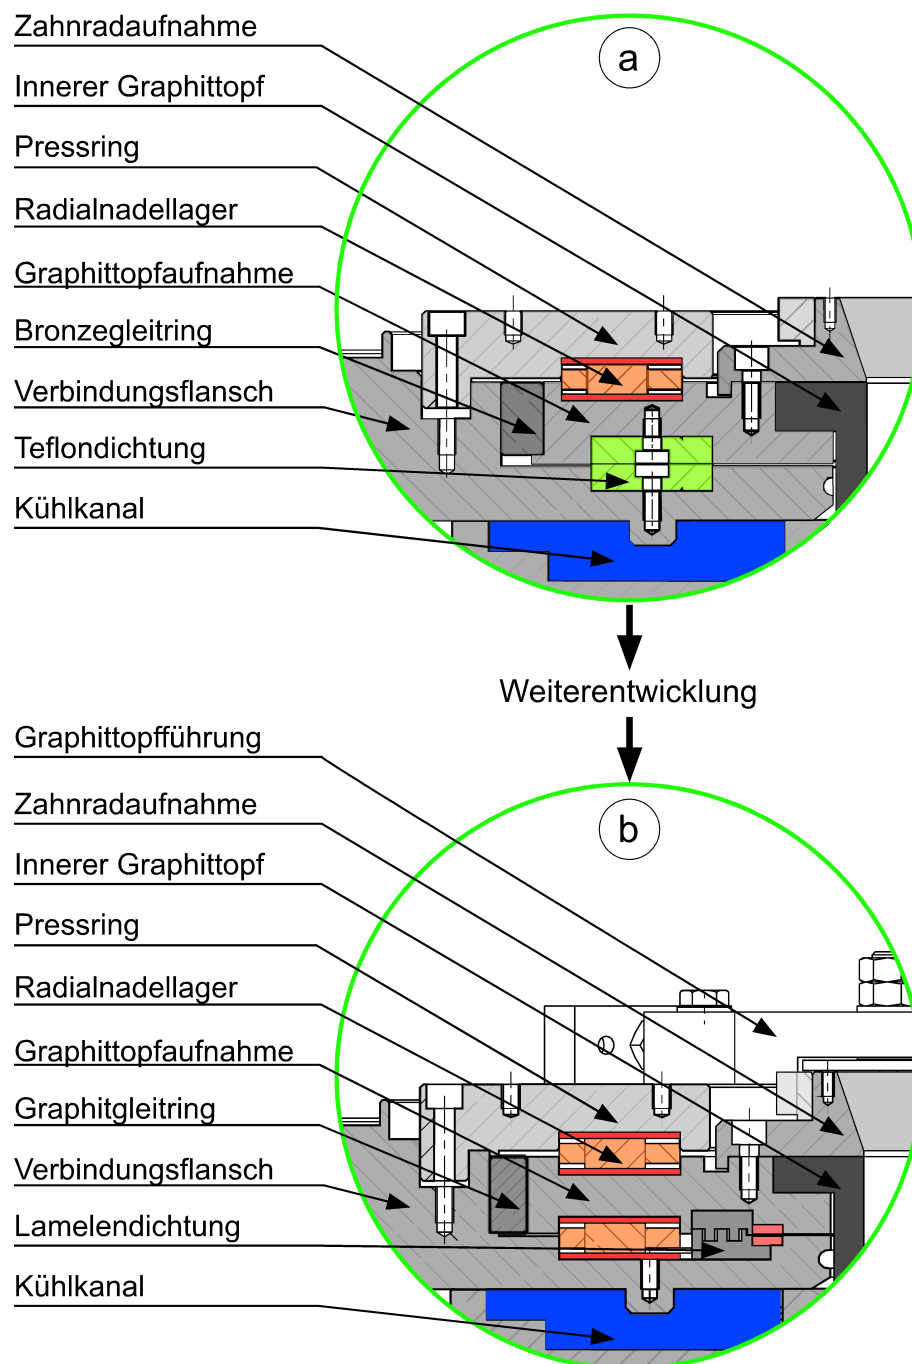 Zahnradaufnahme
a
Innerer Graphittopf
Pressring
Radialnadellager
Graphittopfaufnahme
Bronzegleitring
Verbindungsflansch
Teflondichtung
Kühlkanal
Weiterentwicklung
Graphittopfführung
Zahnradaufnahme
b
Innerer Graphittopf
Pressring
Radialnadellager
Graphittopfaufnahme
Graphitgleitring
Verbindungsflansch
Lamelendichtung
Kühlkanal